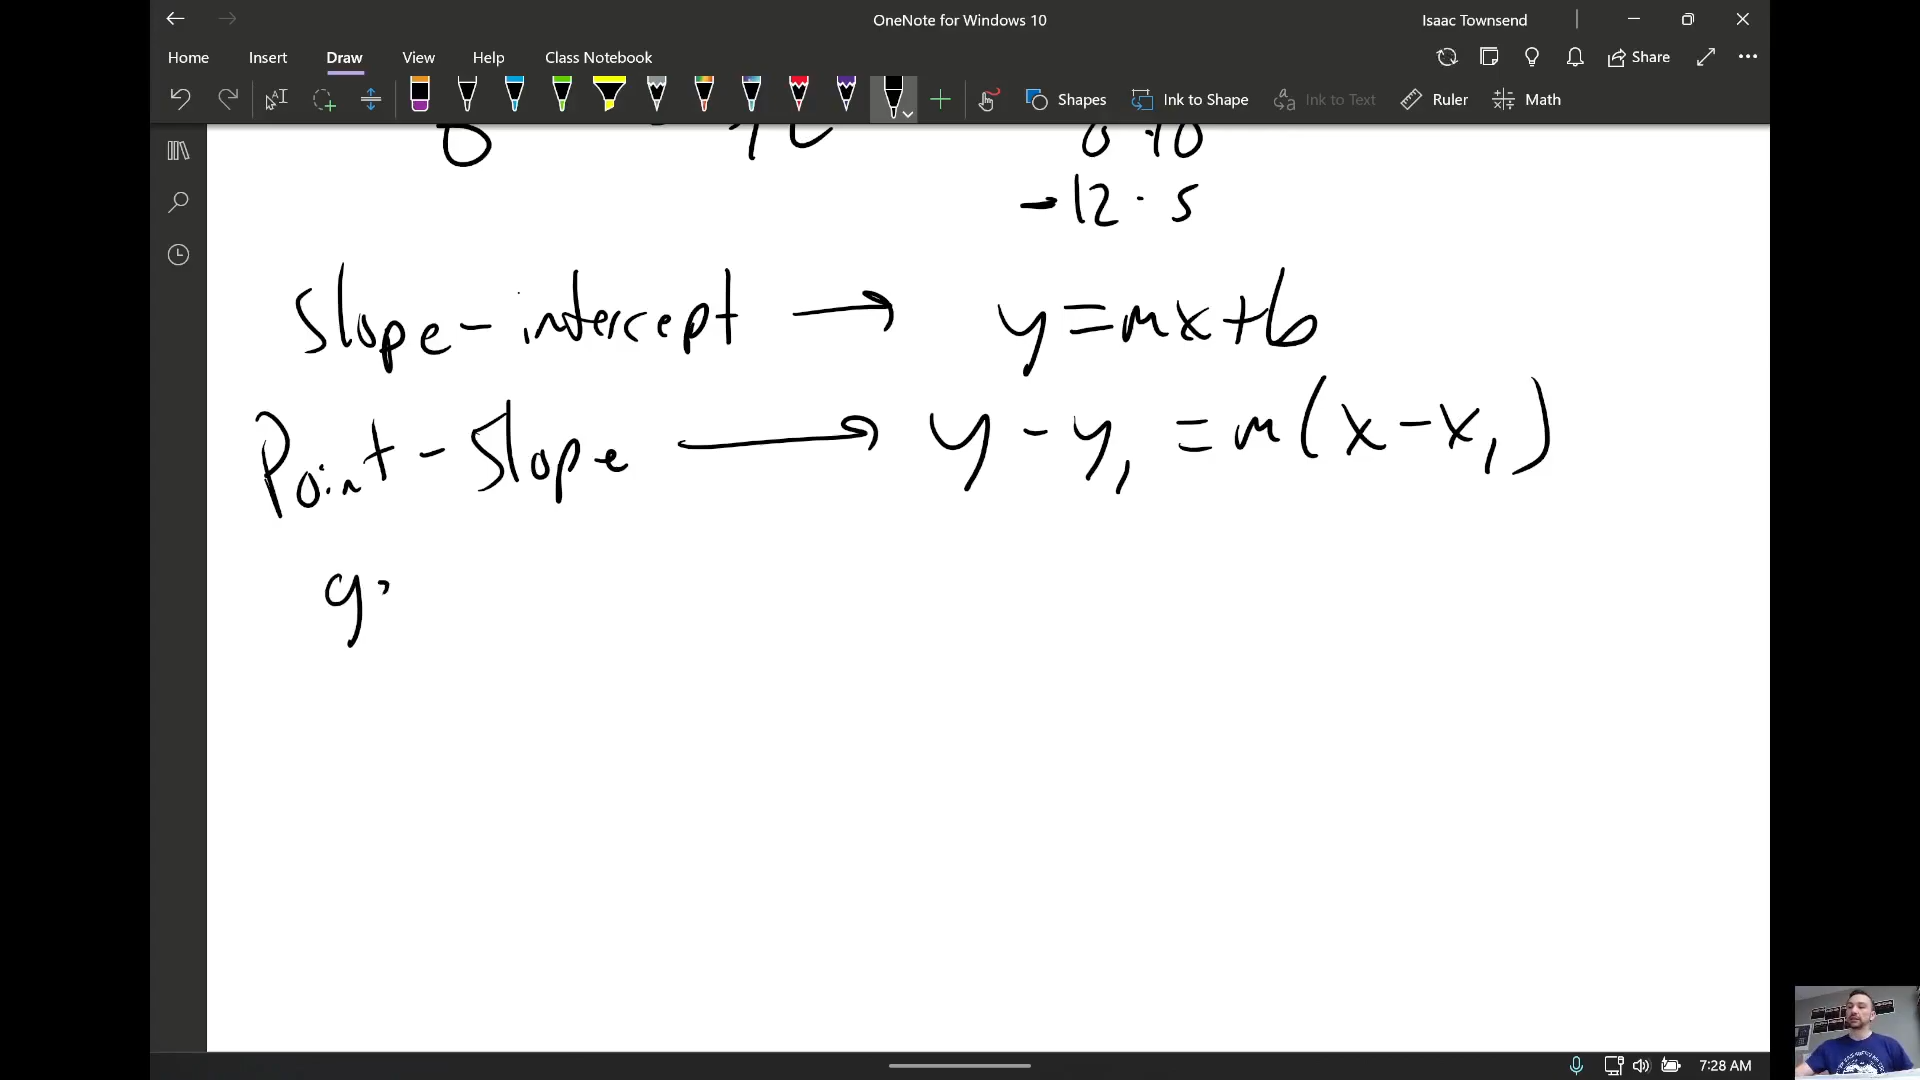 OneNote for Windows 10
Isaac Townsend
Home Insert Draw View Help Class Notebook
Share
Shapes Ink to Shape Ink to Text Ruler Math
-12 · 5
Slope-intercept → y=mx+b
Point-Slope → y-y₁ = m(x-x₁)
7:28 AM